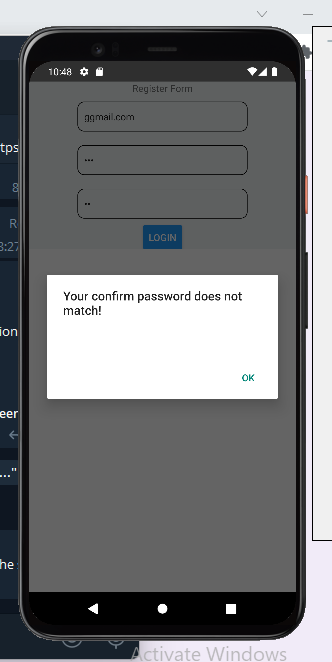 tps
8
R
8:27
10:48
Register Form
ggmail.com
•••
••
LOGIN
Your confirm password does not
match!
OK
ion
eer
..."
he s
Activate Windows